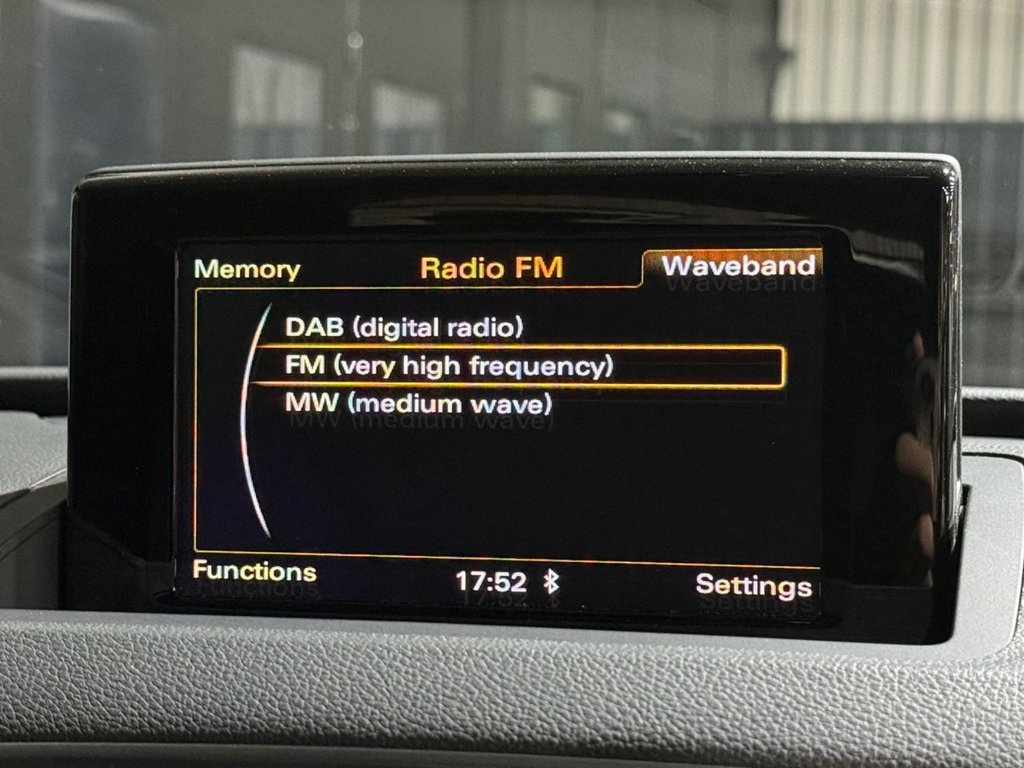 Memory Radio FM Waveband
DAB (digital radio)
FM (very high frequency)
MW (medium wave)
Functions 17:52 Settings